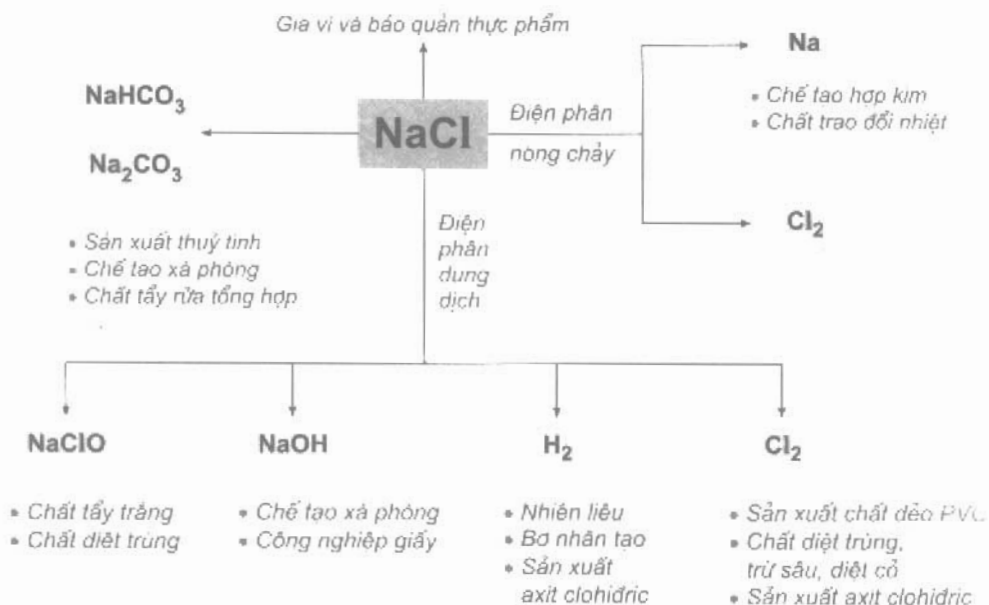 Gia vị và bảo quản thực phẩm
NaHCO3
Na2CO3
• Sản xuất thuỷ tinh
• Chế tạo xà phòng
• Chất tẩy rửa tổng hợp
NaCl
Điện phân
nóng chảy
Na
• Chế tạo hợp kim
• Chất trao đổi nhiệt
Cl2
Điện
phân
dung
dịch
NaClO
• Chất tẩy trắng
• Chất diệt trùng
NaOH
• Chế tạo xà phòng
• Công nghiệp giấy
H2
• Nhiên liệu
• Bơ nhân tạo
• Sản xuất
axit clohiđric
Cl2
• Sản xuất chất dẻo PVC
• Chất diệt trùng,
trừ sâu, diệt cỏ
• Sản xuất axit clohiđric